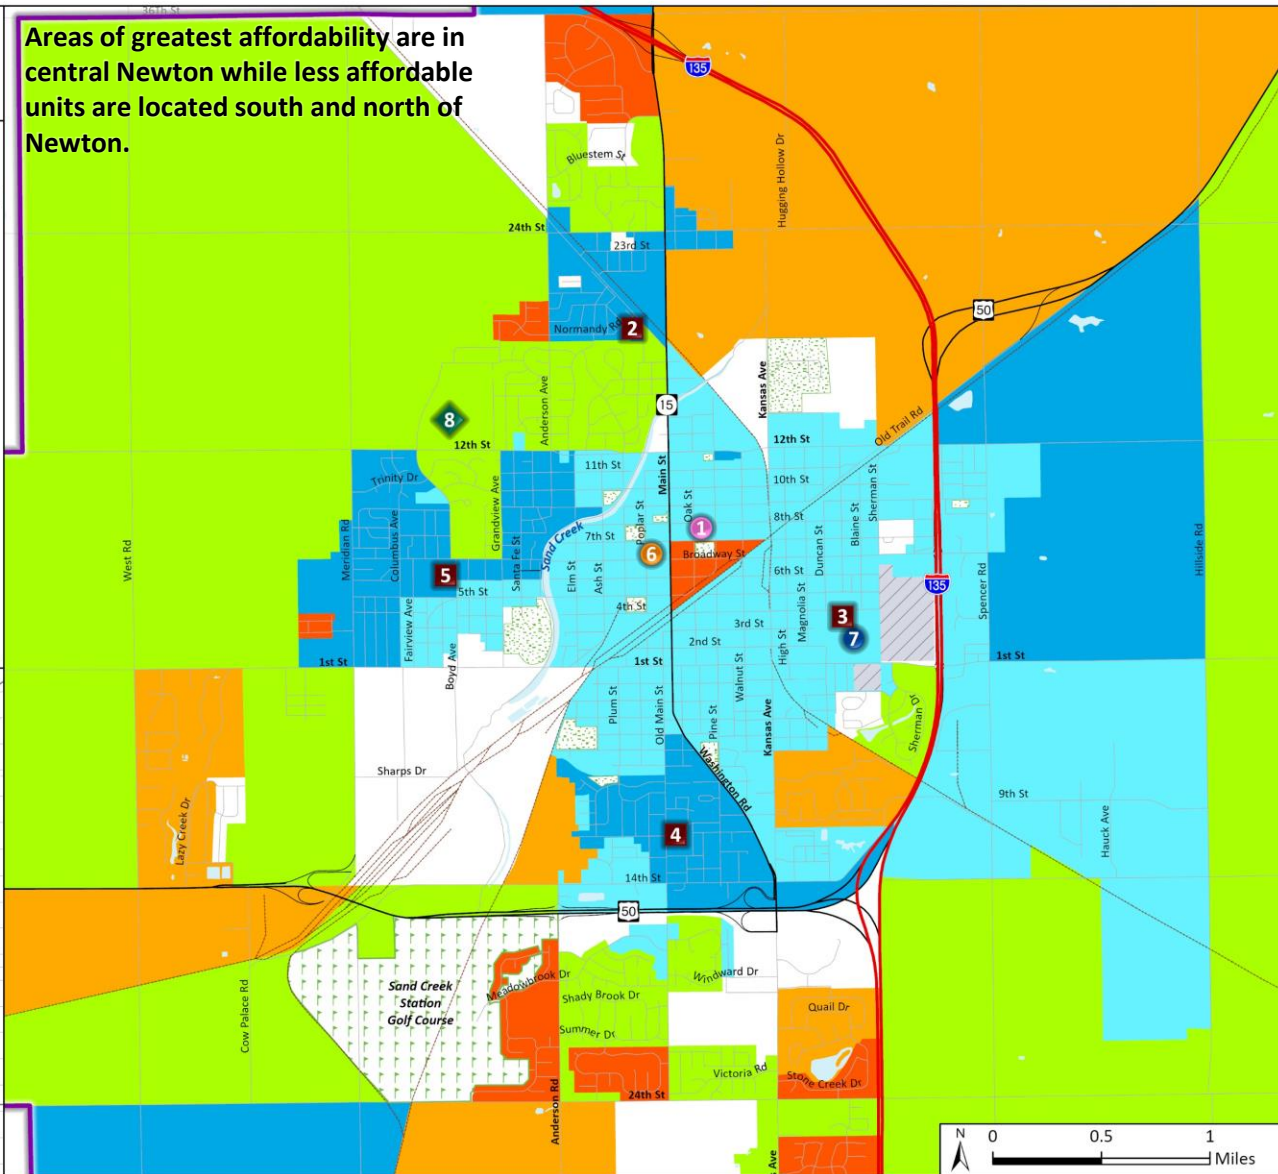 36Th St
Areas of greatest affordability are in
central Newton while less affordable
units are located south and north of
Newton.
135
Hugging Hollow Dr
Bluestem St
24th St
23rd St
50
Normandy Rd
2
15
Kansas Ave
Anderson Ave
8
12th St
12th St
Old Trail Rd
11th St
Main St
Trinity Dr
10th St
Sherman St
Grandview Ave
Oak St
8th St
Blaine St
Poplar St
1
Meridian Rd
Columbus Ave
Santa Fe St
Sand Creek
7th St
6
Broadway St
Duncan St
West Rd
Hillside Rd
5
5th St
Elm St
Ash St
6th St
135
Spencer Rd
Fairview Ave
4th St
3rd St
Magnolia St
3
7
2nd St
High St
1st St
Boyd Ave
1st St
1st St
Walnut St
Plum St
Old Main St
Pine St
Kansas Ave
Sherman Dr
Sharps Dr
Washington Rd
9th St
Lazy Creek Dr
4
Hauck Ave
14th St
50
Meadowbrook Dr
Windward Dr
Sand Creek
Station
Golf Course
Shady Brook Dr
Quail Dr
Cow Palace Rd
Summer Dr
Victoria Rd
Stone Creek Dr
24th St
Anderson Rd
s Ave
N
0 0.5 1
Miles